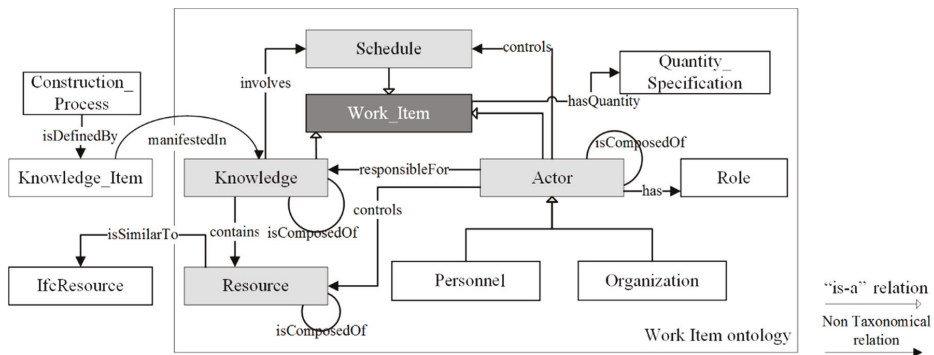 Schedule
controls
Quantity_
Specification
Construction_
Process
involves
hasQuantity
Work_Item
isDefinedBy
manifestedIn
isComposedOf
responsibleFor
Knowledge_Item
Knowledge
Actor
has
Role
controls
isComposedOf
contains
isSimilarTo
IfcResource
Resource
Personnel
Organization
"is-a" relation
isComposedOf
Work Item ontology
Non Taxonomical
relation